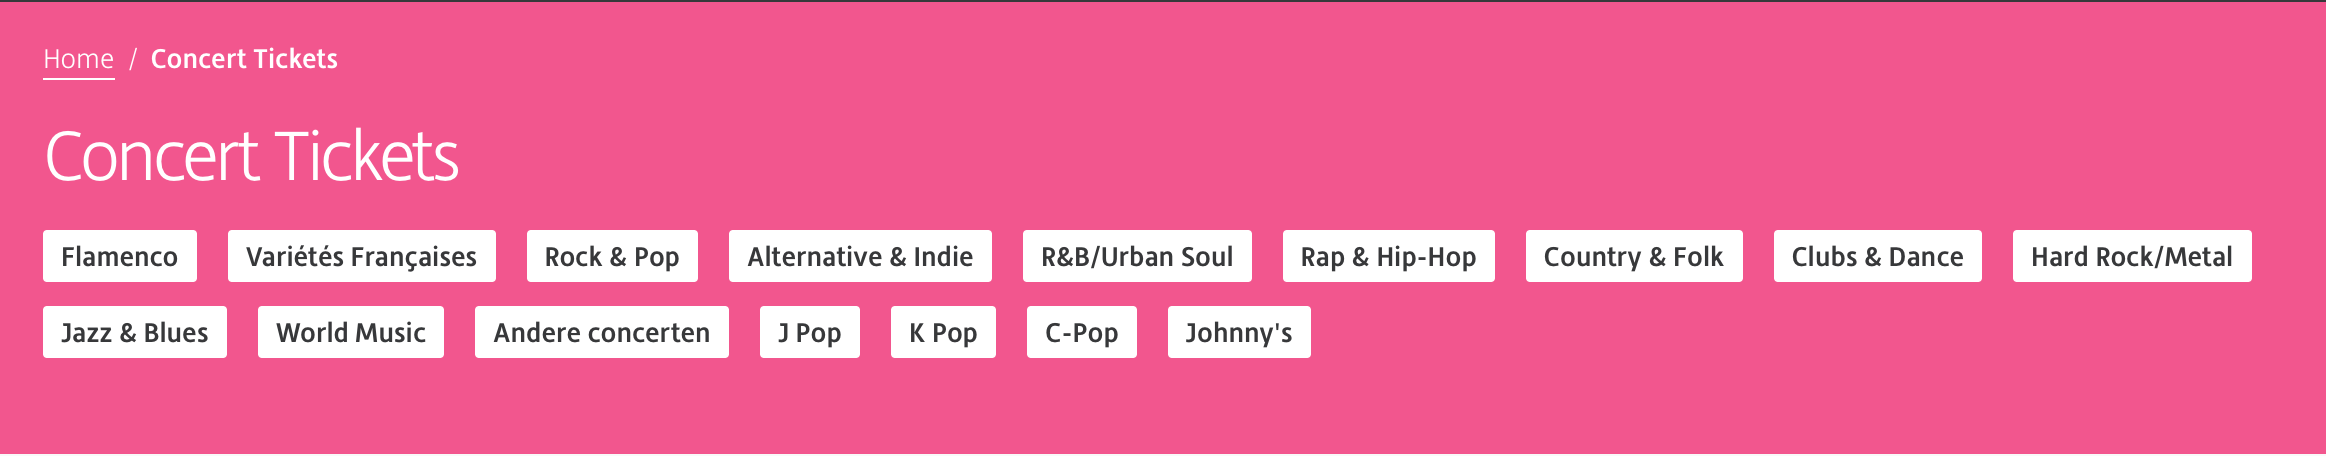 Home / Concert Tickets
Concert Tickets
Flamenco Variétés Françaises Rock & Pop Alternative & Indie R&B/Urban Soul Rap & Hip-Hop Country & Folk Clubs & Dance Hard Rock/Metal
Jazz & Blues World Music Andere concerten J Pop K Pop C-Pop Johnny's